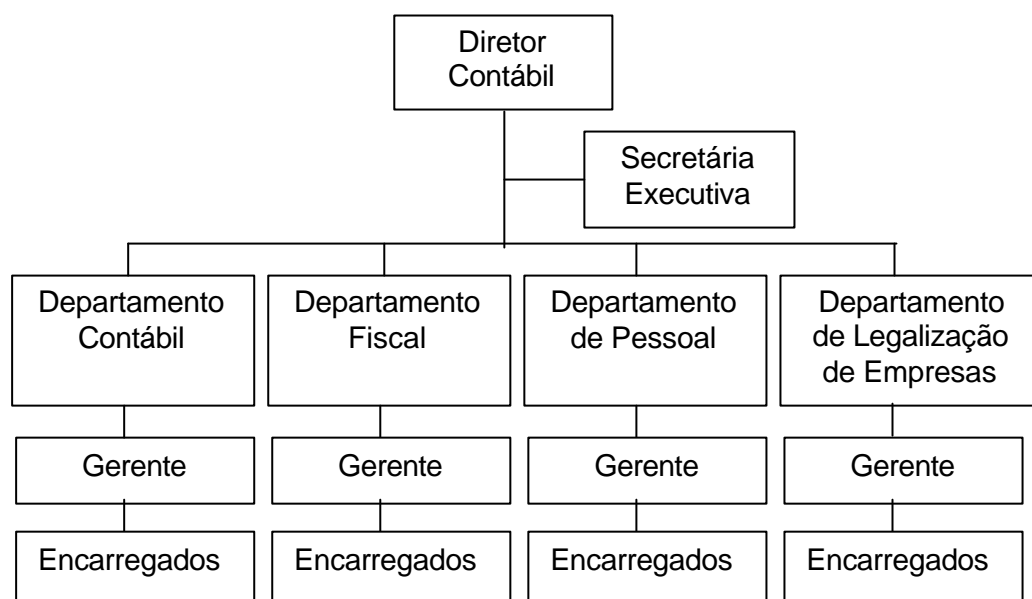 Diretor
Contábil
Secretária
Executiva
Departamento
Contábil
Departamento
Fiscal
Departamento
de Pessoal
Departamento
de Legalização
de Empresas
Gerente
Gerente
Gerente
Gerente
Encarregados
Encarregados
Encarregados
Encarregados